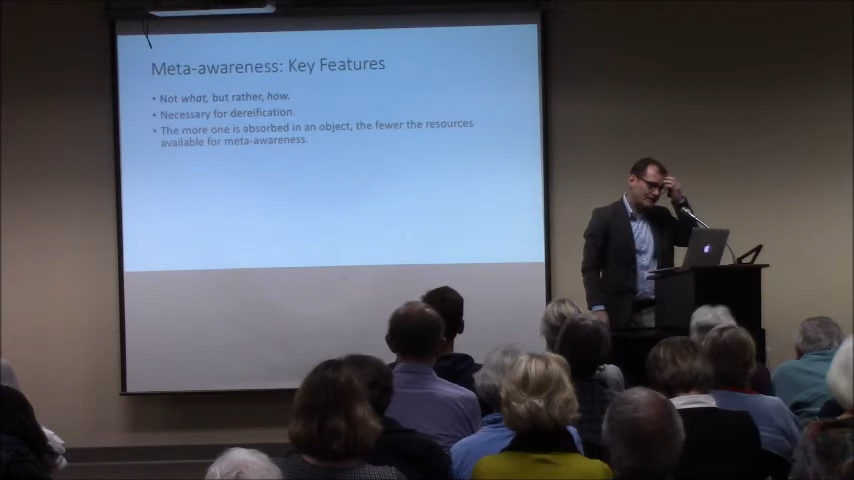 Meta-awareness: Key Features
• Not what, but rather, how.
• Necessary for dereification.
• The more one is absorbed in an object, the fewer the resources
available for meta-awareness.